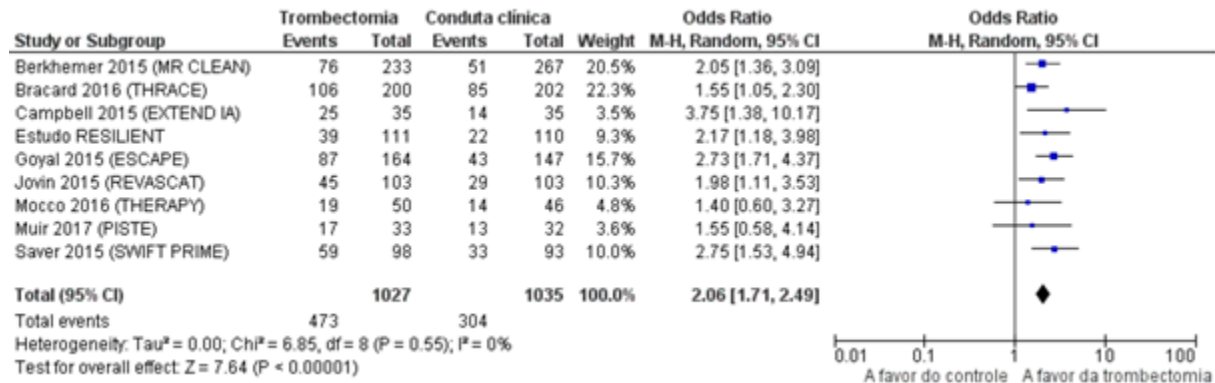 Trombectomia Conduta clínica Odds Ratio Odds Ratio
Study or Subgroup Events Total Events Total Weight M-H, Random, 95% CI M-H, Random, 95% CI
Berkhemer 2015 (MR CLEAN) 76 233 51 267 20.5% 2.05 [1.36, 3.09]
Bracard 2016 (THRACE) 106 200 85 202 22.3% 1.55 [1.05, 2.30]
Campbell 2015 (EXTEND IA) 25 35 14 35 3.5% 3.75 [1.38, 10.17]
Estudo RESILIENT 39 111 22 110 9.3% 2.17 [1.18, 3.98]
Goyal 2015 (ESCAPE) 87 164 43 147 15.7% 2.73 [1.71, 4.37]
Jovin 2015 (REVASCAT) 45 103 29 103 10.3% 1.98 [1.11, 3.53]
Mocco 2016 (THERAPY) 19 50 14 46 4.8% 1.40 [0.60, 3.27]
Muir 2017 (PISTE) 17 33 13 32 3.6% 1.55 [0.58, 4.14]
Saver 2015 (SWIFT PRIME) 59 98 33 93 10.0% 2.75 [1.53, 4.94]
Total (95% CI) 1027 1035 100.0% 2.06 [1.71, 2.49]
Total events 473 304
Heterogeneity: Tau² = 0.00; Chi² = 6.85, df = 8 (P = 0.55); I² = 0%
Test for overall effect: Z = 7.64 (P < 0.00001)
0.01 0.1 1 10 100
A favor do controle A favor da trombectomia